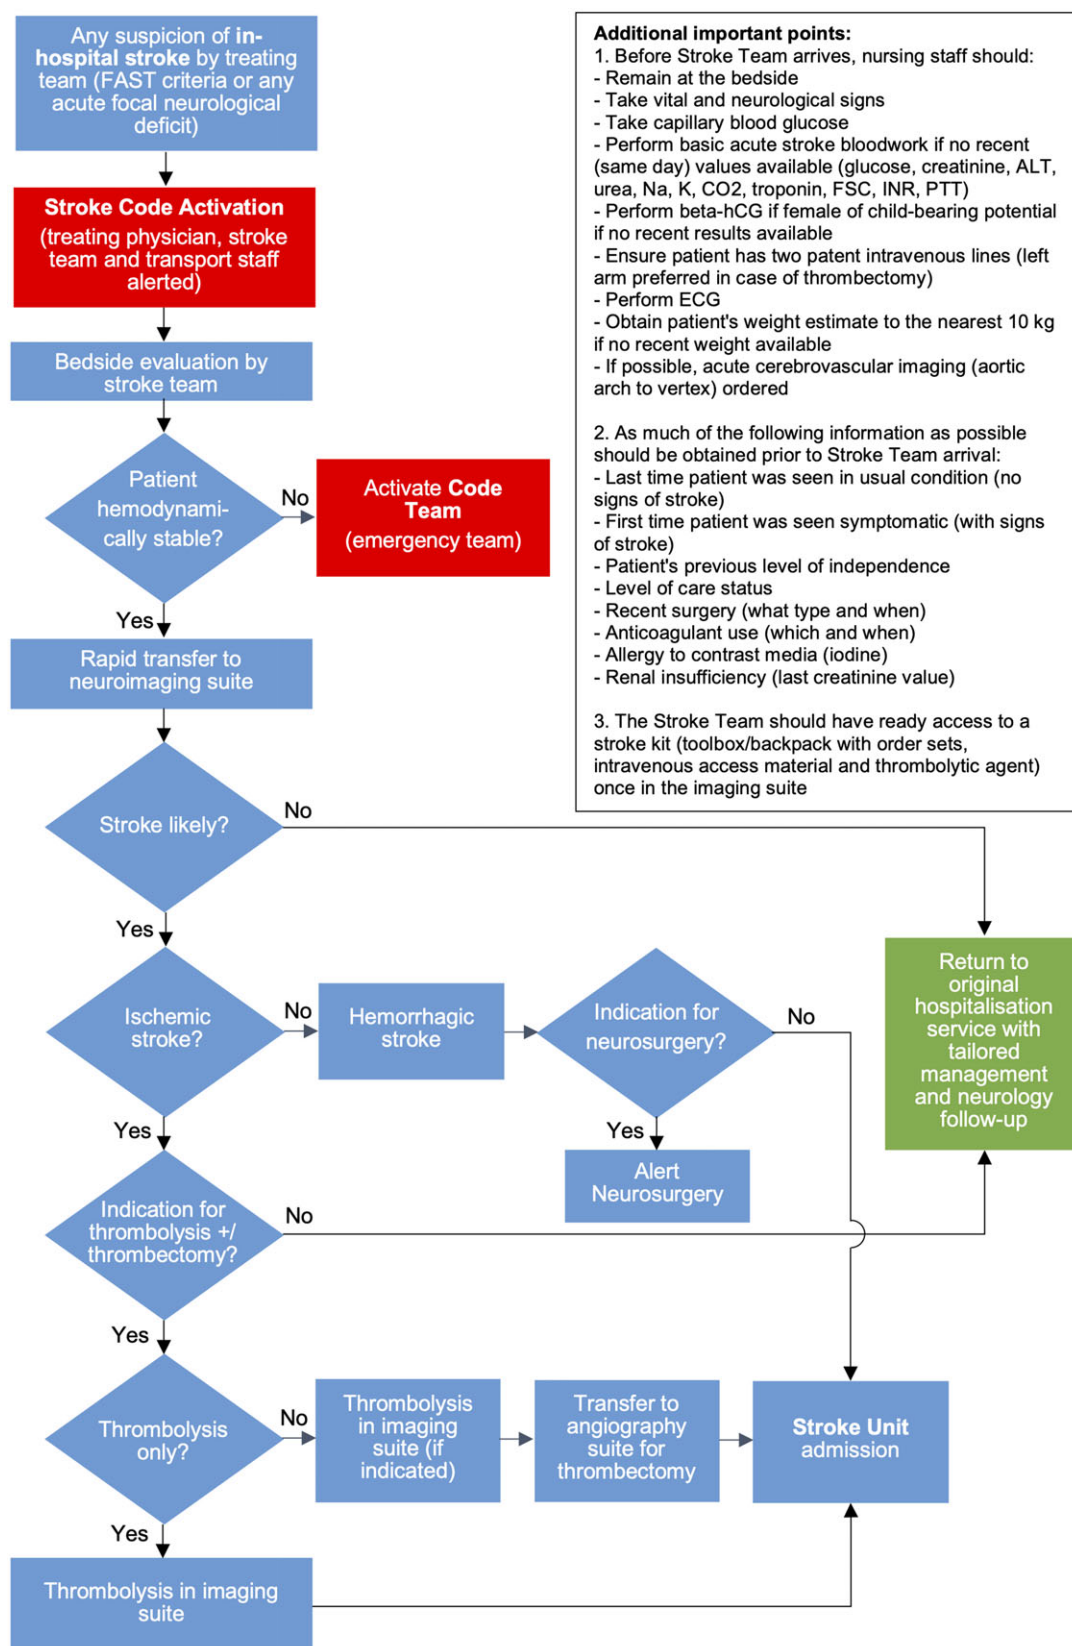 Any suspicion of in-
hospital stroke by treating
team (FAST criteria or any
acute focal neurological
deficit)
Stroke Code Activation
(treating physician, stroke
team and transport staff
alerted)
Bedside evaluation by
stroke team
Patient
hemodynami-
cally stable?
No
Activate Code
Team
(emergency team)
Yes
Rapid transfer to
neuroimaging suite
Stroke likely?
No
Yes
Ischemic
stroke?
No
Hemorrhagic
stroke
Indication for
neurosurgery?
No
Yes
Alert
Neurosurgery
Return to
original
hospitalisation
service with
tailored
management
and neurology
follow-up
Yes
Indication for
thrombolysis +/
thrombectomy?
No
Yes
Thrombolysis
only?
No
Thrombolysis
in imaging
suite (if
indicated)
Transfer to
angiography
suite for
thrombectomy
Stroke Unit
admission
Yes
Thrombolysis in imaging
suite
Additional important points:
1. Before Stroke Team arrives, nursing staff should:
- Remain at the bedside
- Take vital and neurological signs
- Take capillary blood glucose
- Perform basic acute stroke bloodwork if no recent
(same day) values available (glucose, creatinine, ALT,
urea, Na, K, CO2, troponin, FSC, INR, PTT)
- Perform beta-hCG if female of child-bearing potential
if no recent results available
- Ensure patient has two patent intravenous lines (left
arm preferred in case of thrombectomy)
- Perform ECG
- Obtain patient's weight estimate to the nearest 10 kg
if no recent weight available
- If possible, acute cerebrovascular imaging (aortic
arch to vertex) ordered
2. As much of the following information as possible
should be obtained prior to Stroke Team arrival:
- Last time patient was seen in usual condition (no
signs of stroke)
- First time patient was seen symptomatic (with signs
of stroke)
- Patient's previous level of independence
- Level of care status
- Recent surgery (what type and when)
- Anticoagulant use (which and when)
- Allergy to contrast media (iodine)
- Renal insufficiency (last creatinine value)
3. The Stroke Team should have ready access to a
stroke kit (toolbox/backpack with order sets,
intravenous access material and thrombolytic agent)
once in the imaging suite